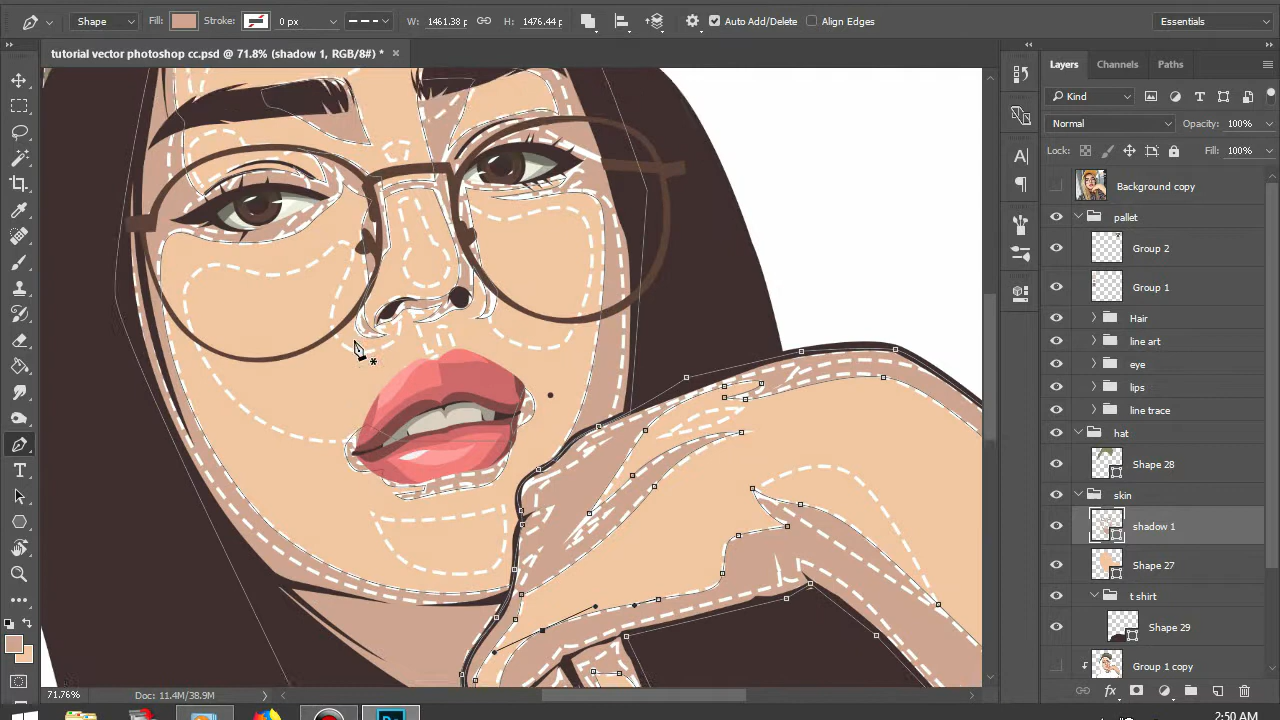 Shape Fill: Stroke: 0 px W: 1461.38 p H: 1476.44 p Auto Add/Delete Align Edges Essentials
tutorial vector photoshop cc.psd @ 71.8% (shadow 1, RGB/8#) * ×
Layers Channels Paths
Kind
Normal Opacity: 100%
Lock: Fill: 100%
Background copy
pallet
Group 2
Group 1
Hair
line art
eye
lips
line trace
hat
Shape 28
skin
shadow 1
Shape 27
t shirt
Shape 29
Group 1 copy
71.76% Doc: 11.4M/38.9M
fx
2:50 AM